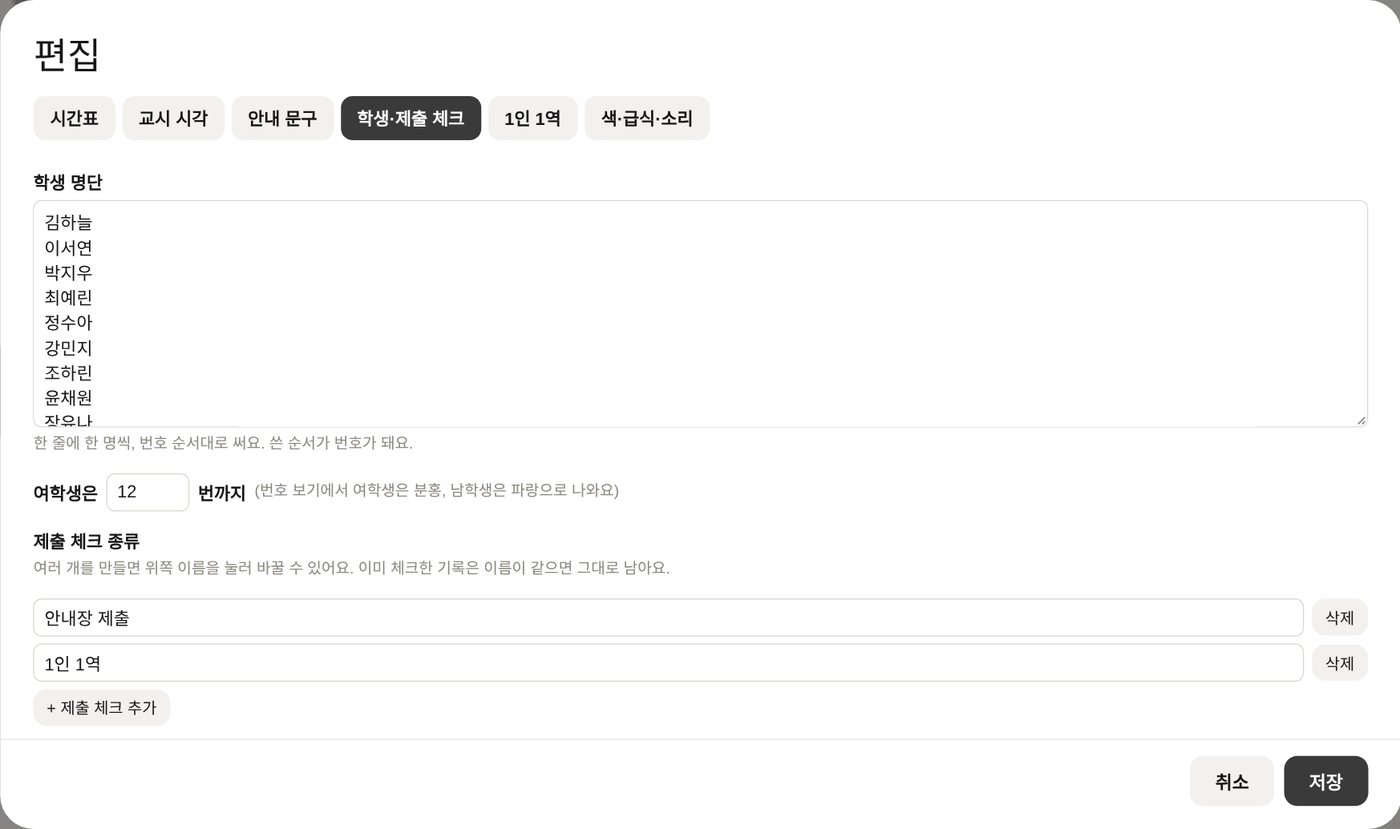 편집
시간표 교시 시각 안내 문구 학생·제출 체크 1인 1역 색·급식·소리
학생 명단
김하늘
이서연
박지우
최예린
정수아
강민지
조하린
윤채원
한 줄에 한 명씩, 번호 순서대로 써요. 쓴 순서가 번호가 돼요.
여학생은 12 번까지 (번호 보기에서 여학생은 분홍, 남학생은 파랑으로 나와요)
제출 체크 종류
여러 개를 만들면 위쪽 이름을 눌러 바꿀 수 있어요. 이미 체크한 기록은 이름이 같으면 그대로 남아요.
안내장 제출 삭제
1인 1역 삭제
+ 제출 체크 추가
취소 저장